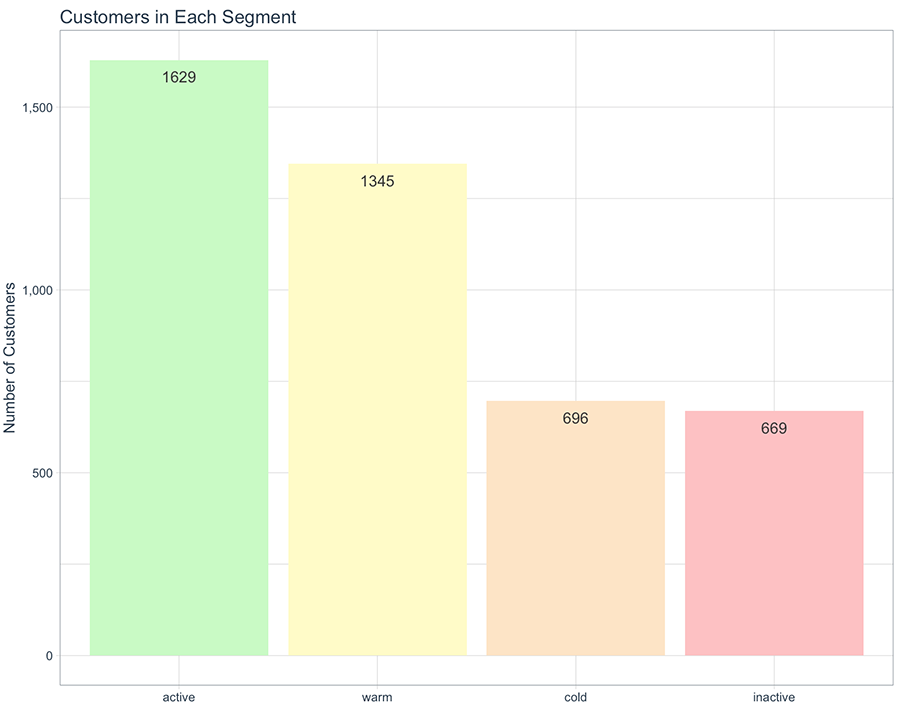 Customers in Each Segment
Number of Customers
1,500
1,000
500
0
1629
1345
696
669
active
warm
cold
inactive